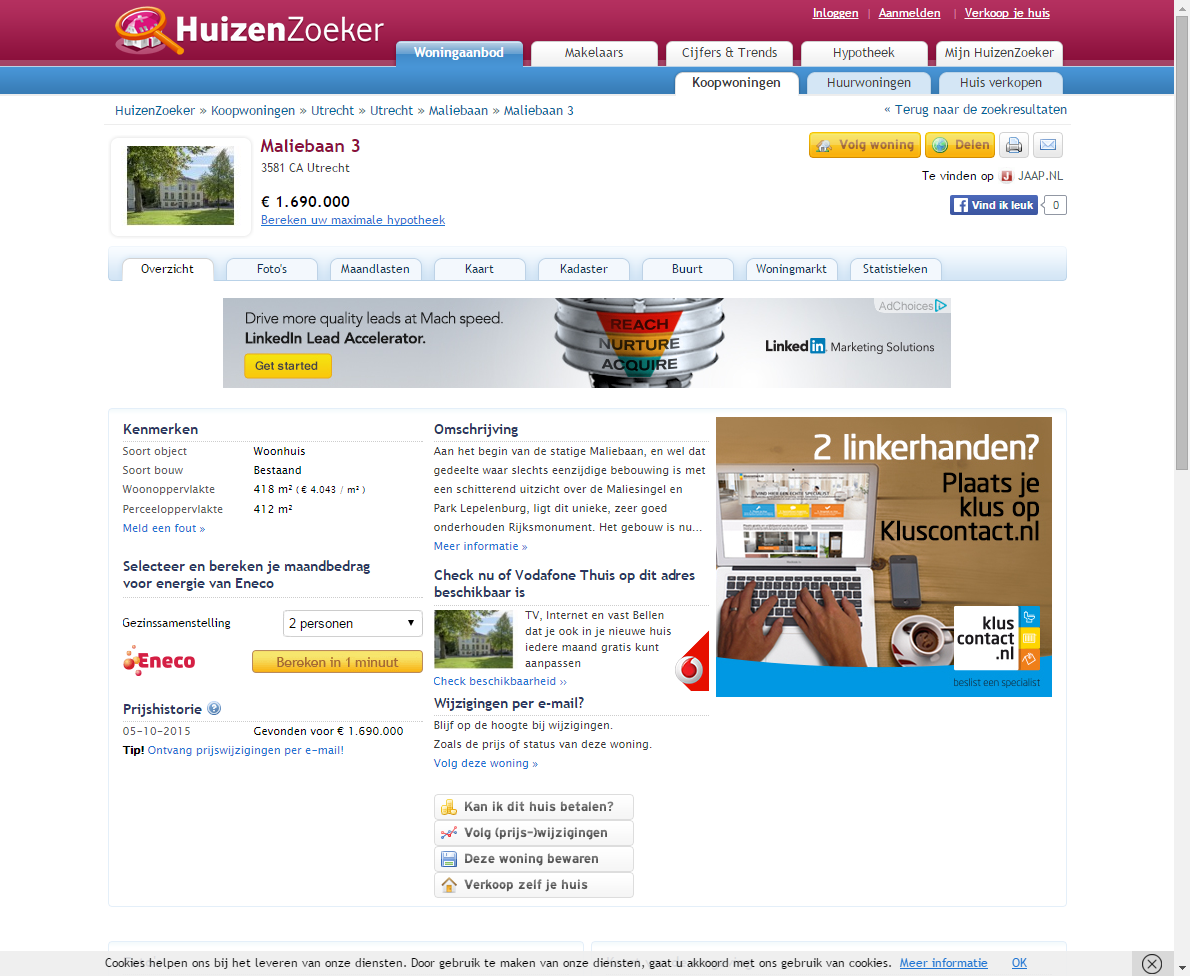 HuizenZoeker
Inloggen | Aanmelden | Verkoop je huis
Woningaanbod Makelaars Cijfers & Trends Hypotheek Mijn HuizenZoeker
Koopwoningen Huurwoningen Huis verkopen
HuizenZoeker » Koopwoningen » Utrecht » Utrecht » Maliebaan » Maliebaan 3
« Terug naar de zoekresultaten
Maliebaan 3
3581 CA Utrecht
€ 1.690.000
Bereken uw maximale hypotheek
Volg woning Delen
Te vinden op JAAP.NL
Vind ik leuk 0
Overzicht Foto's Maandlasten Kaart Kadaster Buurt Woningmarkt Statistieken
Drive more quality leads at Mach speed.
LinkedIn Lead Accelerator.
Get started
REACH
NURTURE
ACQUIRE
AdChoices
Linked in Marketing Solutions
Kenmerken
Soort object Woonhuis
Soort bouw Bestaand
Woonoppervlakte 418 m² ( € 4.043 / m² )
Perceeloppervlakte 412 m²
Meld een fout »
Selecteer en bereken je maandbedrag
voor energie van Eneco
Gezinssamenstelling 2 personen
Eneco Bereken in 1 minuut
Prijshistorie ?
05-10-2015 Gevonden voor € 1.690.000
Tip! Ontvang prijswijzigingen per e-mail!
Omschrijving
Aan het begin van de statige Maliebaan, en wel dat
gedeelte waar slechts eenzijdige bebouwing is met
een schitterend uitzicht over de Maliesingel en
Park Lepelenburg, ligt dit unieke, zeer goed
onderhouden Rijksmonument. Het gebouw is nu...
Meer informatie »
Check nu of Vodafone Thuis op dit adres
beschikbaar is
TV, Internet en vast Bellen
dat je ook in je nieuwe huis
iedere maand gratis kunt
aanpassen
Check beschikbaarheid ››
Wijzigingen per e-mail?
Blijf op de hoogte bij wijzigingen.
Zoals de prijs of status van deze woning.
Volg deze woning »
Kan ik dit huis betalen?
Volg (prijs-)wijzigingen
Deze woning bewaren
Verkoop zelf je huis
2 linkerhanden?
Plaats je
klus op
Kluscontact.nl
klus
contact
.nl
beslist een specialist
Cookies helpen ons bij het leveren van onze diensten. Door gebruik te maken van onze diensten, gaat u akkoord met ons gebruik van cookies. Meer informatie OK